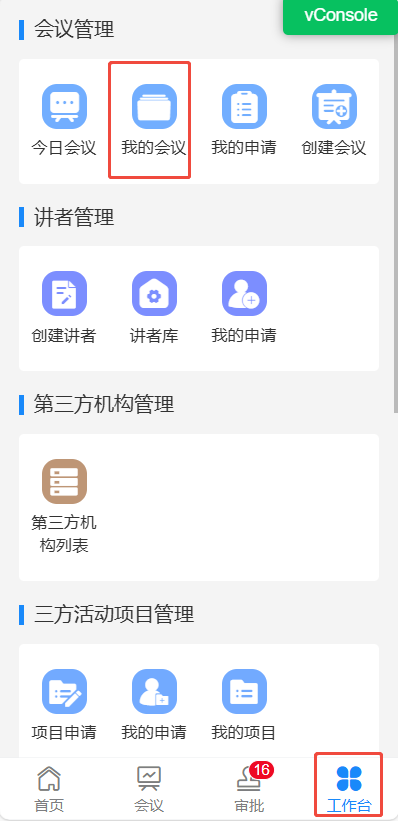 vConsole
会议管理
今日会议 我的会议 我的申请 创建会议
讲者管理
创建讲者 讲者库 我的申请
第三方机构管理
第三方机
构列表
三方活动项目管理
项目申请 我的申请 我的项目
16
首页 会议 审批 工作台